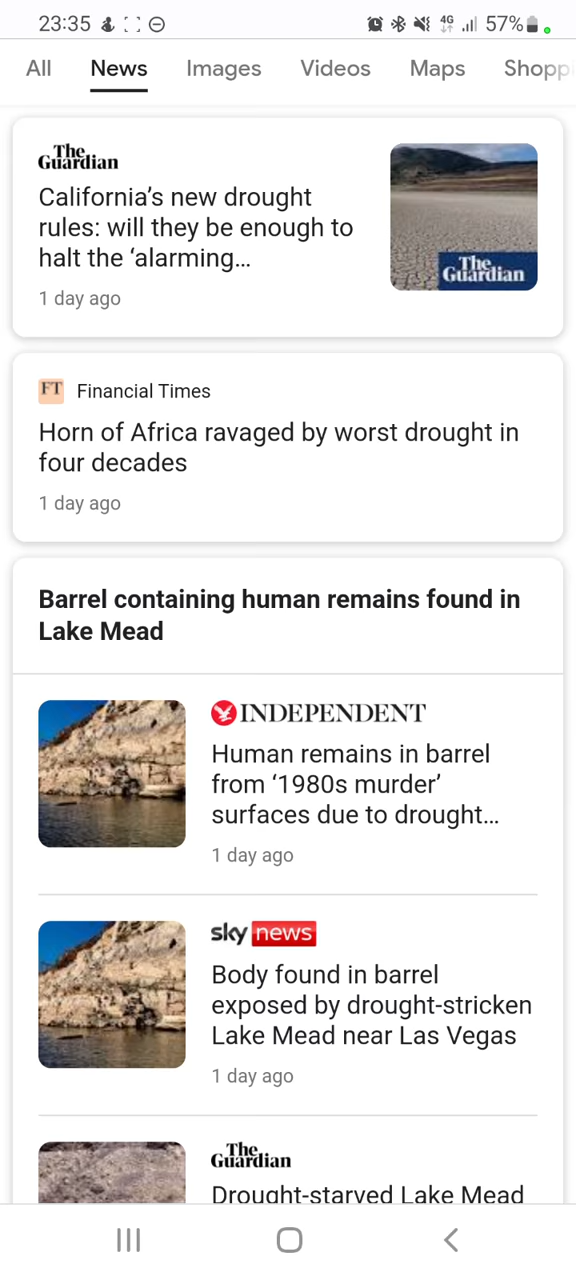 23:35 4G 57%
All News Images Videos Maps Shopp
The Guardian
California's new drought
rules: will they be enough to
halt the ‘alarming...
1 day ago
The Guardian
FT Financial Times
Horn of Africa ravaged by worst drought in
four decades
1 day ago
Barrel containing human remains found in
Lake Mead
INDEPENDENT
Human remains in barrel
from ‘1980s murder’
surfaces due to drought...
1 day ago
sky news
Body found in barrel
exposed by drought-stricken
Lake Mead near Las Vegas
1 day ago
The Guardian
Drought-starved Lake Mead